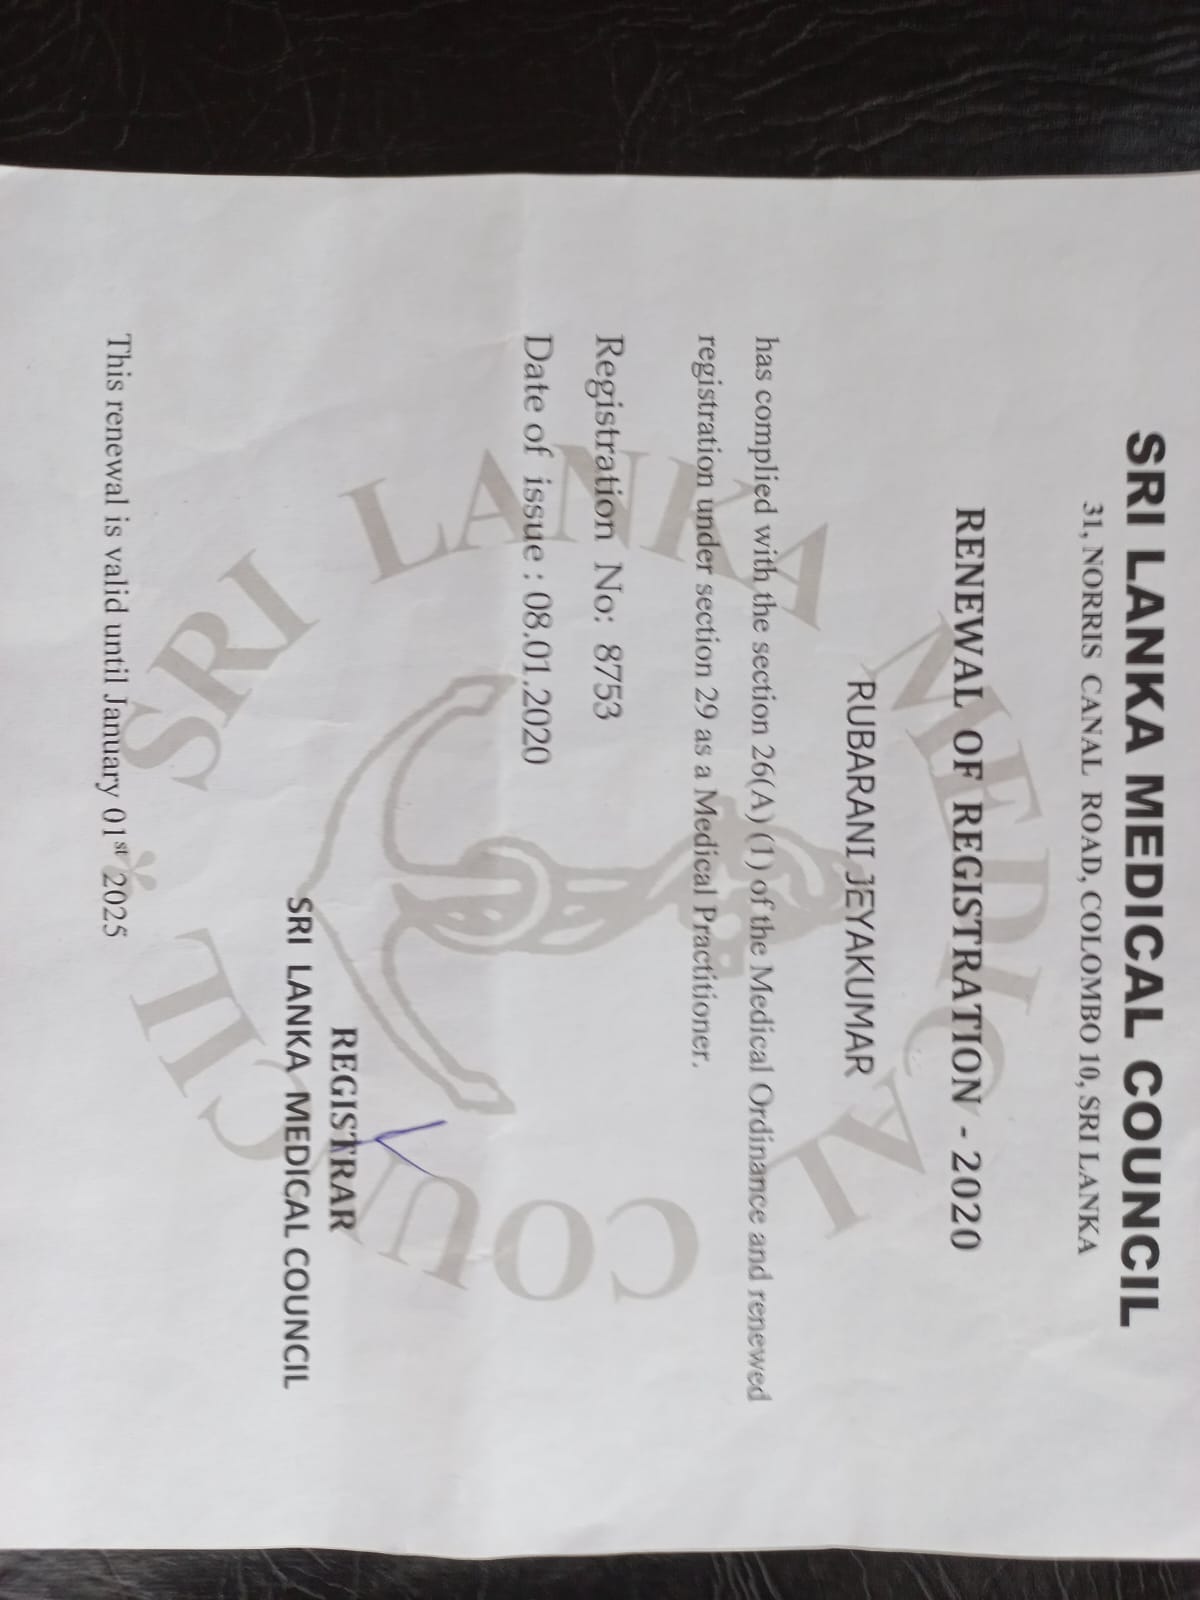 SRI LANKA MEDICAL COUNCIL
31, NORRIS CANAL ROAD, COLOMBO 10, SRI LANKA
RENEWAL OF REGISTRATION - 2020
RUBARANI JEYAKUMAR
has complied with the section 26(A) (1) of the Medical Ordinance and renewed
registration under section 29 as a Medical Practitioner.
Registration No: 8753
Date of issue : 08.01.2020
REGISTRAR
SRI LANKA MEDICAL COUNCIL
This renewal is valid until January 01st 2025
SRI LANKA MEDICAL COUNCIL *